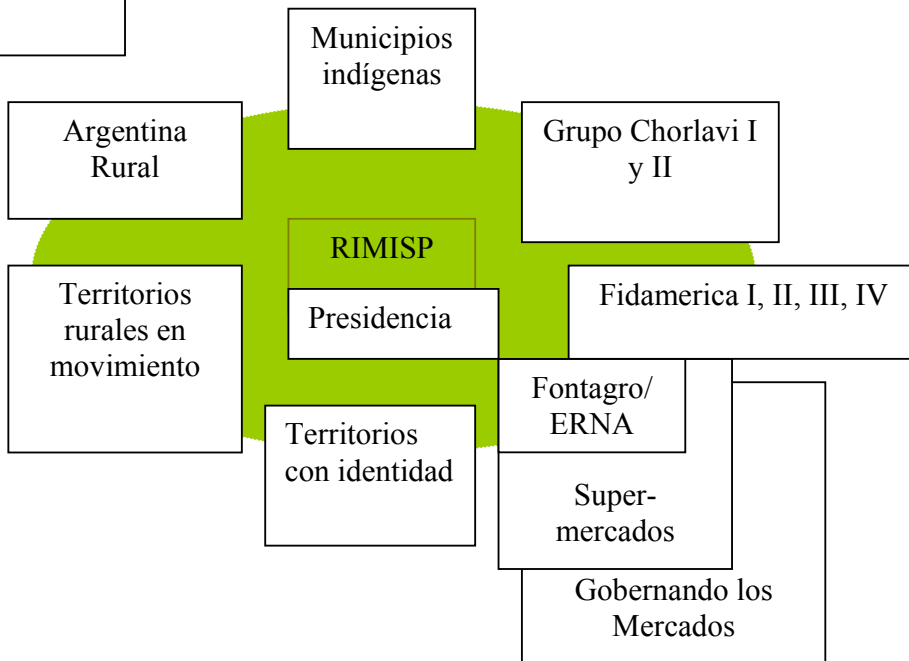 Municipios
indígenas
Argentina
Rural
Grupo Chorlavi I
y II
RIMISP
Presidencia
Territorios
rurales en
movimiento
Fidamerica I, II, III, IV
Fontagro/
ERNA
Territorios
con identidad
Super-
mercados
Gobernando los
Mercados